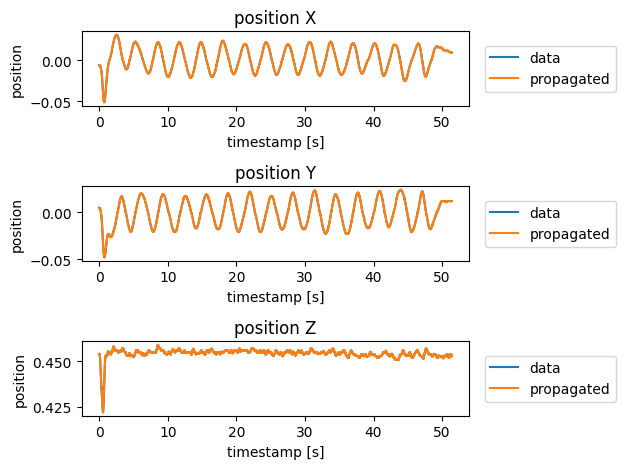 position X
position
0.00
−0.05
0 10 20 30 40 50
timestamp [s]
data
propagated
position Y
position
0.00
−0.05
0 10 20 30 40 50
timestamp [s]
data
propagated
position Z
position
0.450
0.425
0 10 20 30 40 50
timestamp [s]
data
propagated